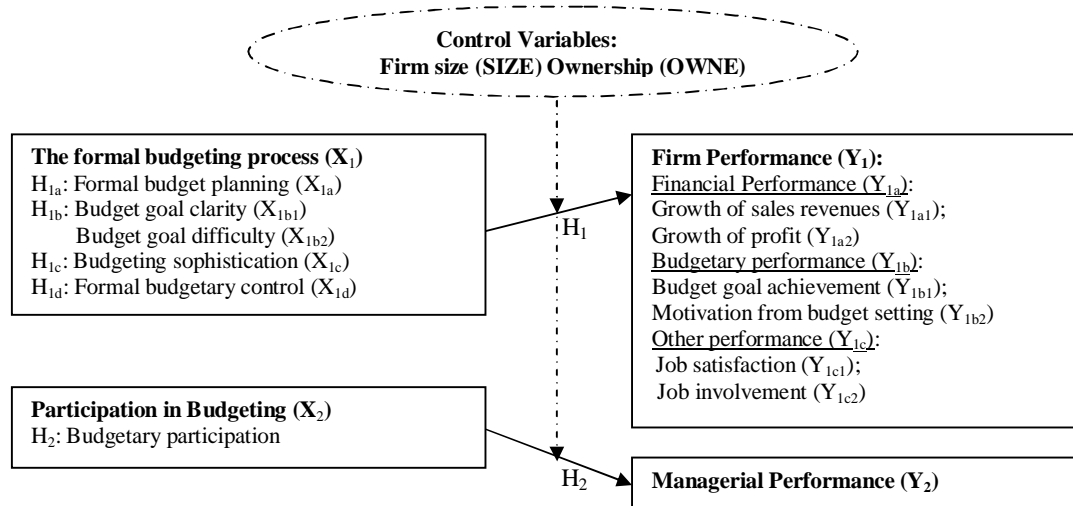 Control Variables:
Firm size (SIZE) Ownership (OWNE)
The formal budgeting process (X₁)
H₁ₐ: Formal budget planning (X₁ₐ)
H₁b: Budget goal clarity (X₁b₁)
Budget goal difficulty (X₁b₂)
H₁c: Budgeting sophistication (X₁c)
H₁d: Formal budgetary control (X₁d)
H₁
Firm Performance (Y₁):
Financial Performance (Y₁ₐ):
Growth of sales revenues (Y₁ₐ₁);
Growth of profit (Y₁ₐ₂)
Budgetary performance (Y₁b):
Budget goal achievement (Y₁b₁);
Motivation from budget setting (Y₁b₂)
Other performance (Y₁c):
Job satisfaction (Y₁c₁);
Job involvement (Y₁c₂)
Participation in Budgeting (X₂)
H₂: Budgetary participation
H₂
Managerial Performance (Y₂)